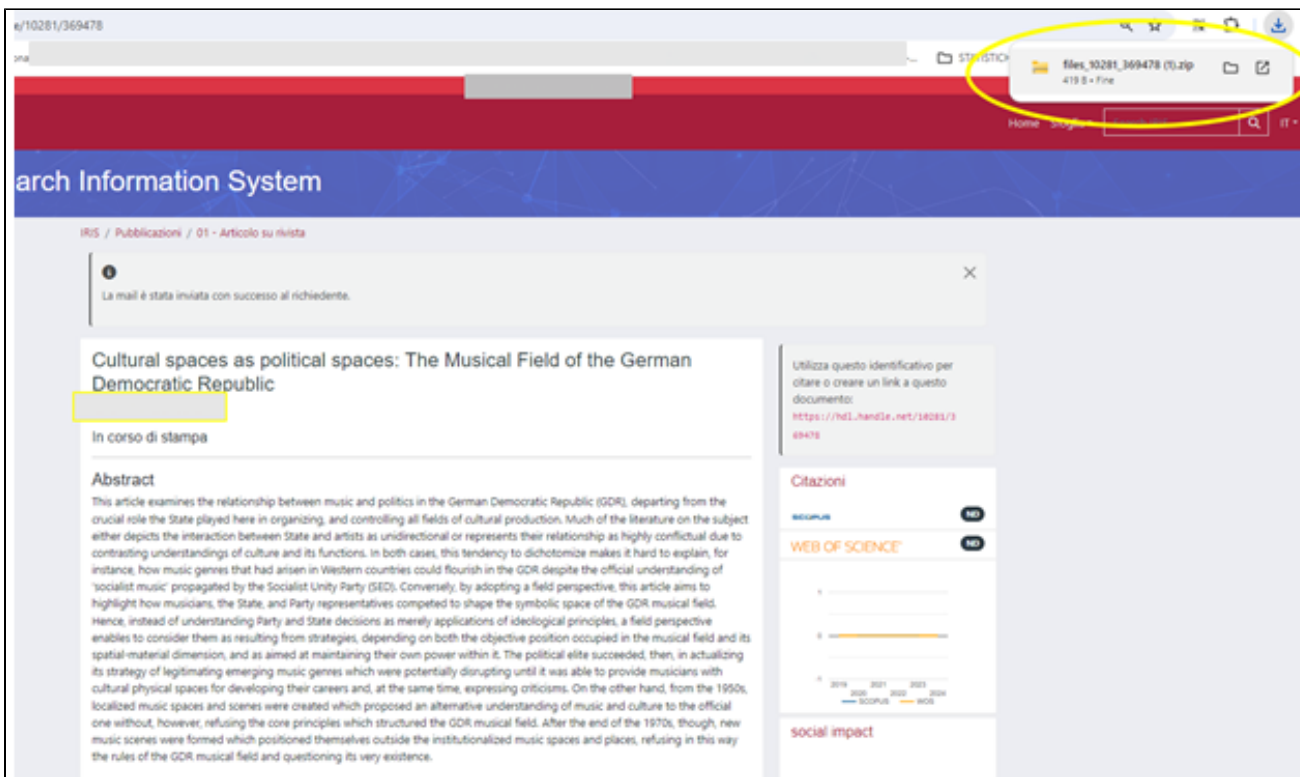 e/10281/369478
STATISTIC
files_10281_369478 (1).zip
419 B • Fine
Home Sfoglia
IT
arch Information System
IRIS / Pubblicazioni / 01 - Articolo su rivista
La mail è stata inviata con successo al richiedente.
Cultural spaces as political spaces: The Musical Field of the German
Democratic Republic
In corso di stampa
Abstract
This article examines the relationship between music and politics in the German Democratic Republic (GDR), departing from the
crucial role the State played here in organizing, and controlling all fields of cultural production. Much of the literature on the subject
either depicts the interaction between State and artists as unidirectional or represents their relationship as highly conflictual due to
contrasting understandings of culture and its functions. In both cases, this tendency to dichotomize makes it hard to explain, for
instance, how music genres that had arisen in Western countries could flourish in the GDR despite the official understanding of
'socialist music' propagated by the Socialist Unity Party (SED). Conversely, by adopting a field perspective, this article aims to
highlight how musicians, the State, and Party representatives competed to shape the symbolic space of the GDR musical field.
Hence, instead of understanding Party and State decisions as merely applications of ideological principles, a field perspective
enables to consider them as resulting from strategies, depending on both the objective position occupied in the musical field and its
spatial-material dimension, and as aimed at maintaining their own power within it. The political elite succeeded, then, in actualizing
its strategy of legitimating emerging music genres which were potentially disrupting until it was able to provide musicians with
cultural physical spaces for developing their careers and, at the same time, expressing criticisms. On the other hand, from the 1950s,
localized music spaces and scenes were created which proposed an alternative understanding of music and culture to the official
one without, however, refusing the core principles which structured the GDR musical field. After the end of the 1970s, though, new
music scenes were formed which positioned themselves outside the institutionalized music spaces and places, refusing in this way
the rules of the GDR musical field and questioning its very existence.
Utilizza questo identificativo per
citare o creare un link a questo
documento:
https://hdl.handle.net/10281/3
69478
Citazioni
SCOPUS
ND
WEB OF SCIENCE™
ND
1
0
-1
2019 2021 2023
2020 2022 2024
SCOPUS WOS
social impact